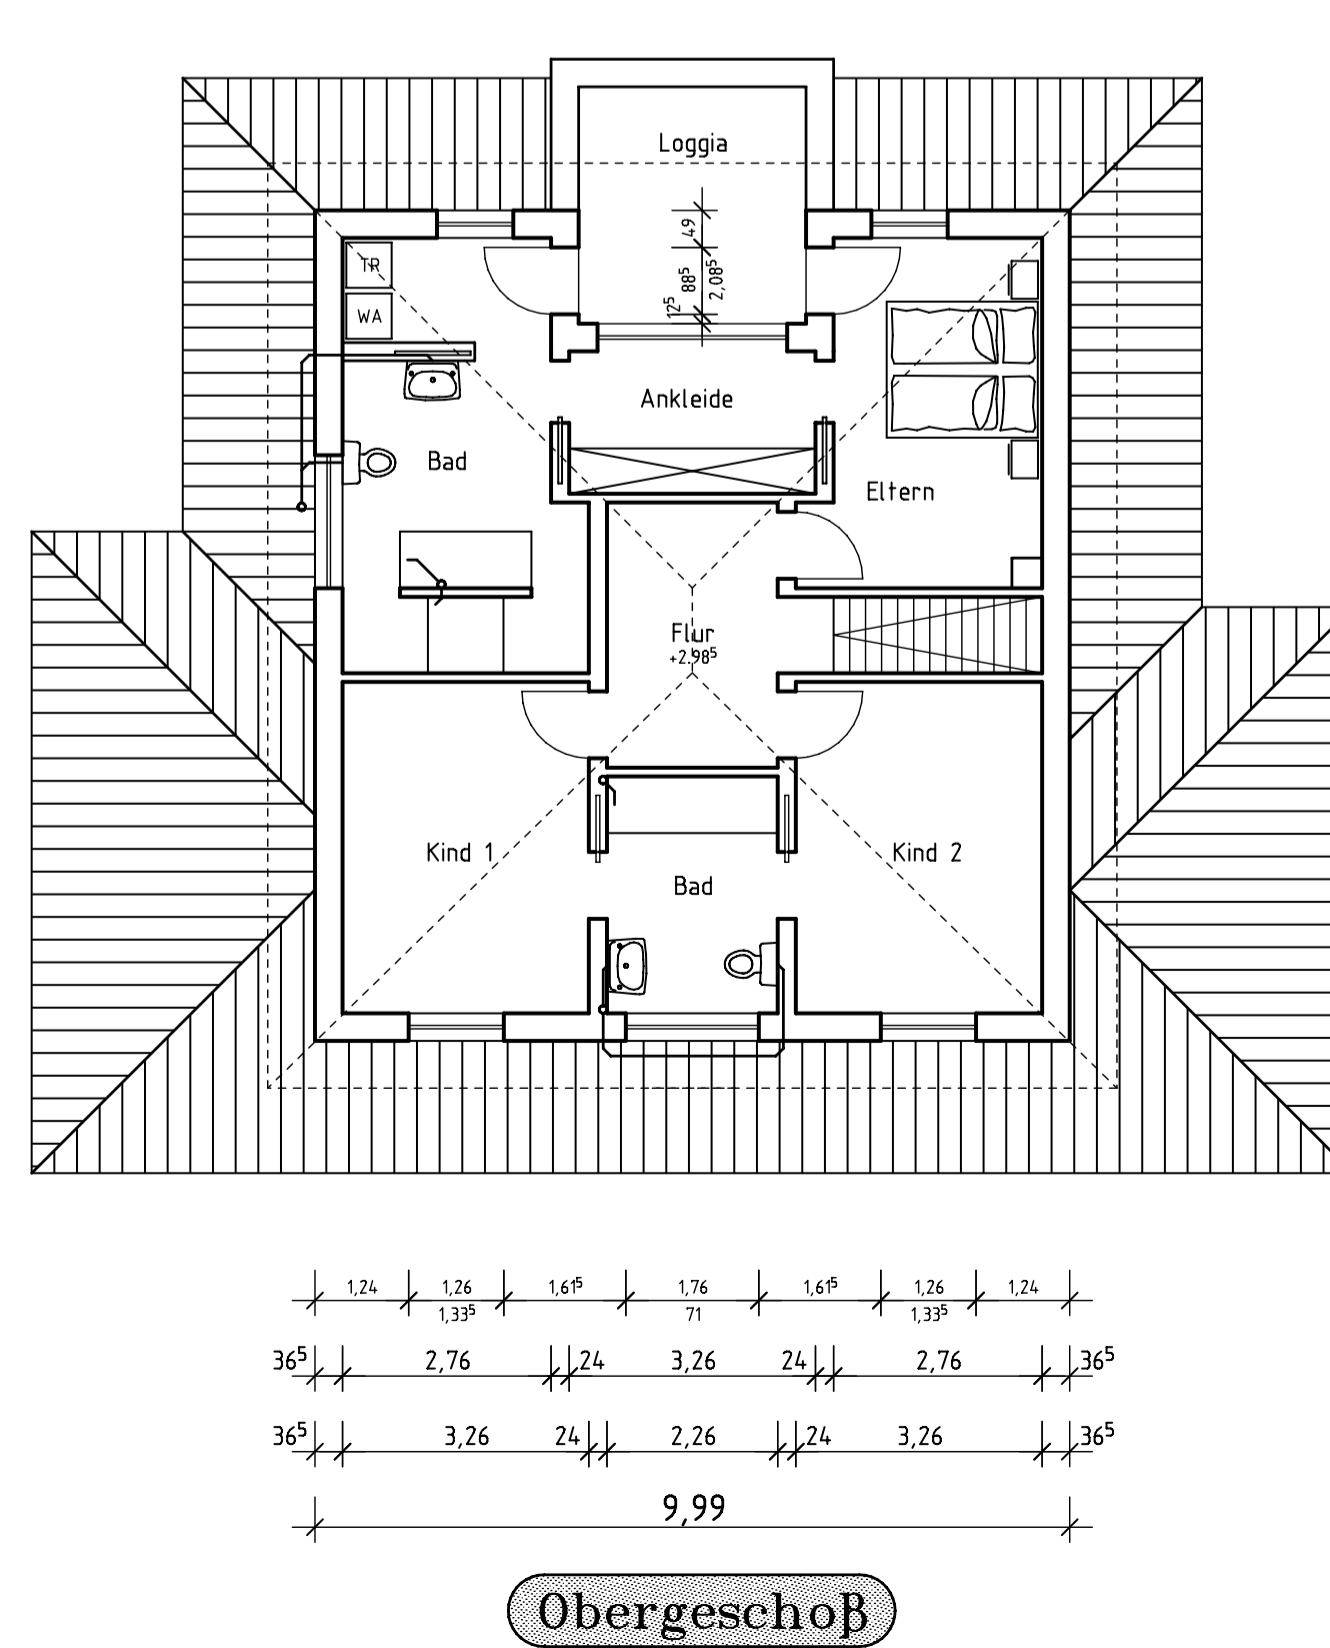 Loggia
49
88⁵
2,08⁵
12⁵
TR
WA
Ankleide
Bad
Eltern
Flur
+2.98⁵
Kind 1
Kind 2
Bad
1,24 1,26 1,61⁵ 1,76 1,61⁵ 1,26 1,24
1,33⁵ 71 1,33⁵
36⁵ 2,76 24 3,26 24 2,76 36⁵
36⁵ 3,26 24 2,26 24 3,26 36⁵
9,99
Obergeschoß